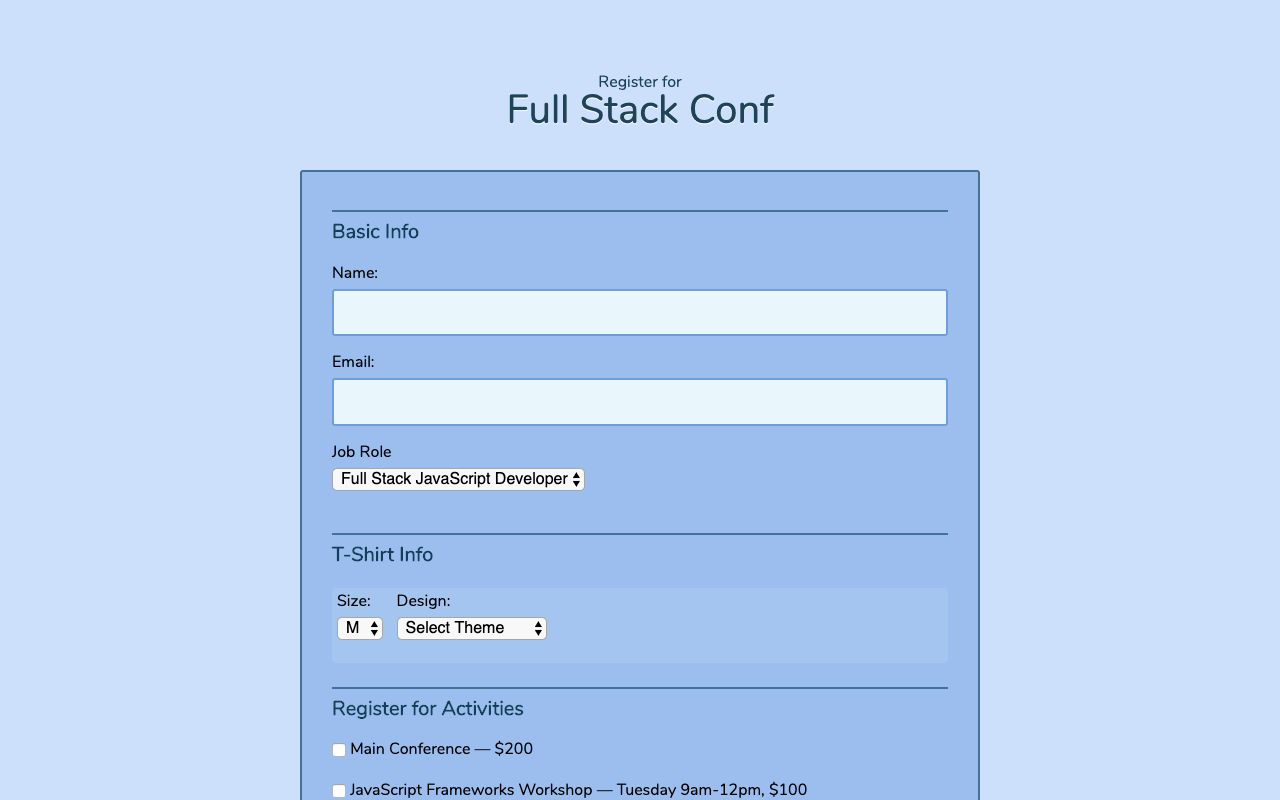 Register for
Full Stack Conf
Basic Info
Name:
Email:
Job Role
Full Stack JavaScript Developer
T-Shirt Info
Size: Design:
M Select Theme
Register for Activities
Main Conference — $200
JavaScript Frameworks Workshop — Tuesday 9am-12pm, $100